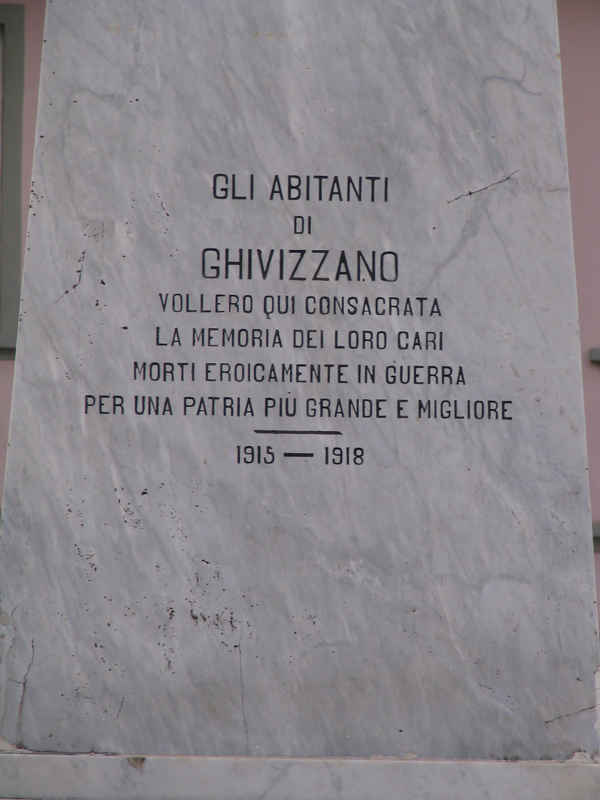 GLI ABITANTI
DI
GHIVIZZANO
VOLLERO QUI CONSACRATA
LA MEMORIA DEI LORO CARI
MORTI EROICAMENTE IN GUERRA
PER UNA PATRIA PIÙ GRANDE E MIGLIORE
1915 — 1918